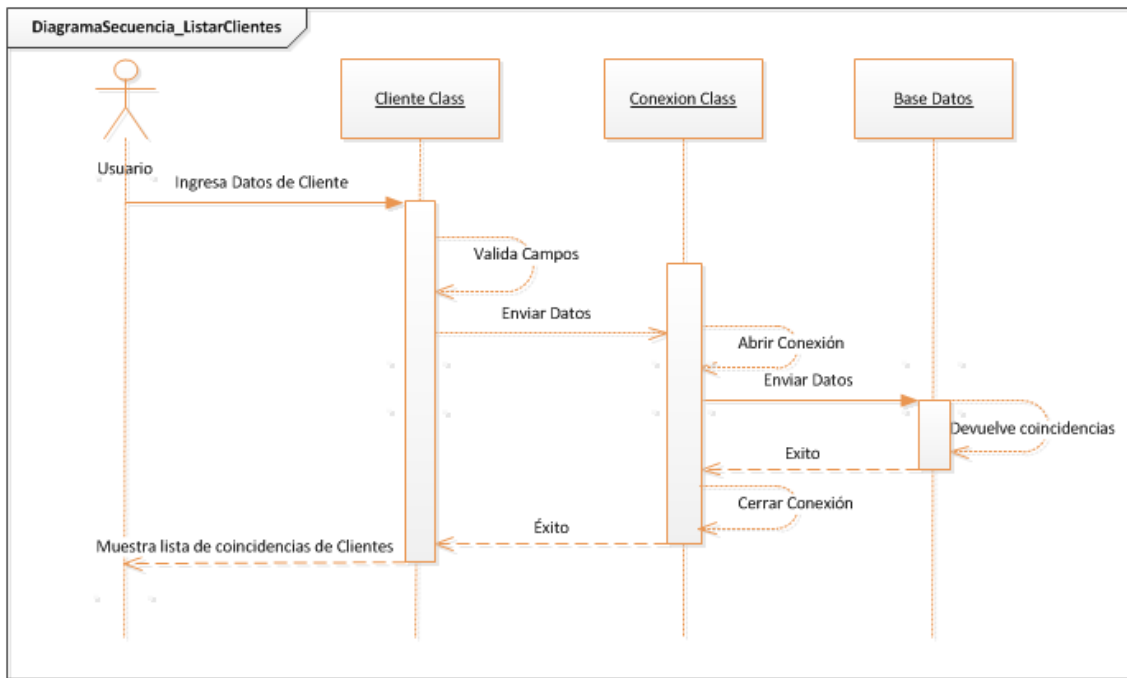 DiagramaSecuencia_ListarClientes
Cliente Class
Conexion Class
Base Datos
Usuario
Ingresa Datos de Cliente
Valida Campos
Enviar Datos
Abrir Conexión
Enviar Datos
Devuelve coincidencias
Exito
Cerrar Conexión
Éxito
Muestra lista de coincidencias de Clientes